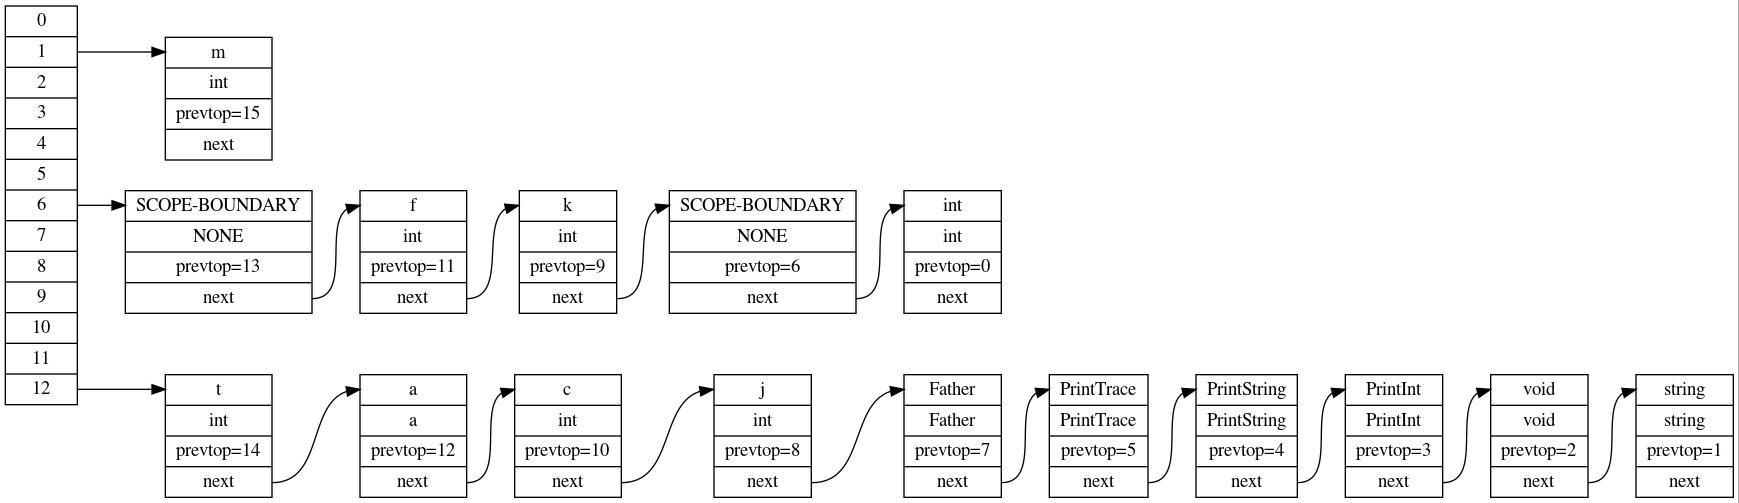 0
1
2
3
4
5
6
7
8
9
10
11
12
m
int
prevtop=15
next
SCOPE-BOUNDARY
NONE
prevtop=13
next
f
int
prevtop=11
next
k
int
prevtop=9
next
SCOPE-BOUNDARY
NONE
prevtop=6
next
int
int
prevtop=0
next
t
int
prevtop=14
next
a
a
prevtop=12
next
c
int
prevtop=10
next
j
int
prevtop=8
next
Father
Father
prevtop=7
next
PrintTrace
PrintTrace
prevtop=5
next
PrintString
PrintString
prevtop=4
next
PrintInt
PrintInt
prevtop=3
next
void
void
prevtop=2
next
string
string
prevtop=1
next